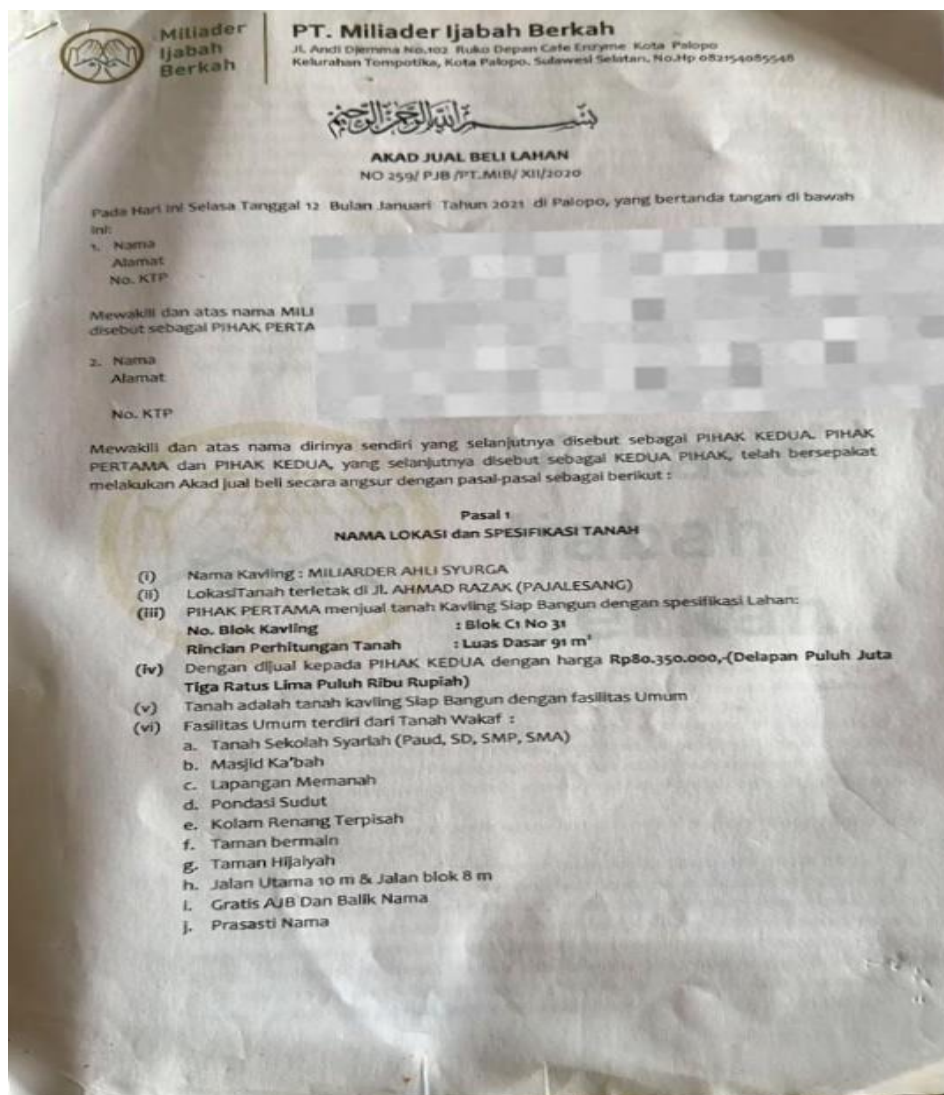 Miliader
Ijabah
Berkah
PT. Miliader Ijabah Berkah
Jl. Andi Djemma No.102 Ruko Depan Cafe Enzyme Kota Palopo
Kelurahan Tompotika, Kota Palopo. Sulawesi Selatan, No.Hp 082154085548
بسم الله الرحمن الرحيم
AKAD JUAL BELI LAHAN
NO 259/ PJB /PT.MIB/ XII/2020
Pada Hari Ini Selasa Tanggal 12 Bulan Januari Tahun 2021 di Palopo, yang bertanda tangan di bawah
ini:
1. Nama
Alamat
No. KTP
Mewakili dan atas nama MILI
disebut sebagai PIHAK PERTA
2. Nama
Alamat
No. KTP
Mewakili dan atas nama dirinya sendiri yang selanjutnya disebut sebagai PIHAK KEDUA. PIHAK
PERTAMA dan PIHAK KEDUA, yang selanjutnya disebut sebagai KEDUA PIHAK, telah bersepakat
melakukan Akad jual beli secara angsur dengan pasal-pasal sebagai berikut :
Pasal 1
NAMA LOKASI dan SPESIFIKASI TANAH
(i) Nama Kavling : MILIARDER AHLI SYURGA
(ii) LokasiTanah terletak di Jl. AHMAD RAZAK (PAJALESANG)
(iii) PIHAK PERTAMA menjual tanah Kavling Siap Bangun dengan spesifikasi Lahan:
No. Blok Kavling : Blok C1 No 31
Rincian Perhitungan Tanah : Luas Dasar 91 m²
(iv) Dengan dijual kepada PIHAK KEDUA dengan harga Rp80.350.000,-(Delapan Puluh Juta
Tiga Ratus Lima Puluh Ribu Rupiah)
(v) Tanah adalah tanah kavling Siap Bangun dengan fasilitas Umum
(vi) Fasilitas Umum terdiri dari Tanah Wakaf :
a. Tanah Sekolah Syariah (Paud, SD, SMP, SMA)
b. Masjid Ka'bah
c. Lapangan Memanah
d. Pondasi Sudut
e. Kolam Renang Terpisah
f. Taman bermain
g. Taman Hijaiyah
h. Jalan Utama 10 m & Jalan blok 8 m
i. Gratis AJB Dan Balik Nama
j. Prasasti Nama